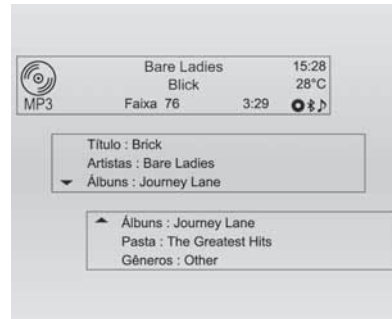 Bare Ladies 15:28
Blick 28°C
MP3 Faixa 76 3:29
Título : Brick
Artistas : Bare Ladies
Álbuns : Journey Lane
Álbuns : Journey Lane
Pasta : The Greatest Hits
Gêneros : Other